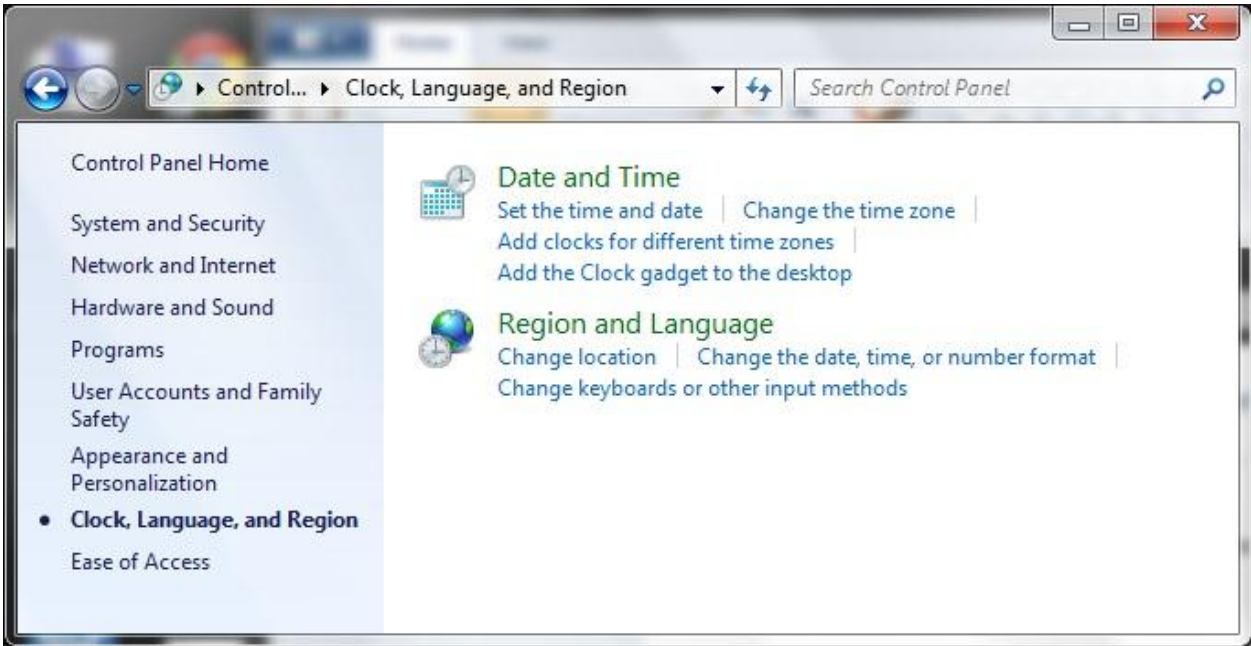 Control... Clock, Language, and Region
Search Control Panel
Control Panel Home
System and Security
Network and Internet
Hardware and Sound
Programs
User Accounts and Family
Safety
Appearance and
Personalization
Clock, Language, and Region
Ease of Access
Date and Time
Set the time and date Change the time zone
Add clocks for different time zones
Add the Clock gadget to the desktop
Region and Language
Change location Change the date, time, or number format
Change keyboards or other input methods